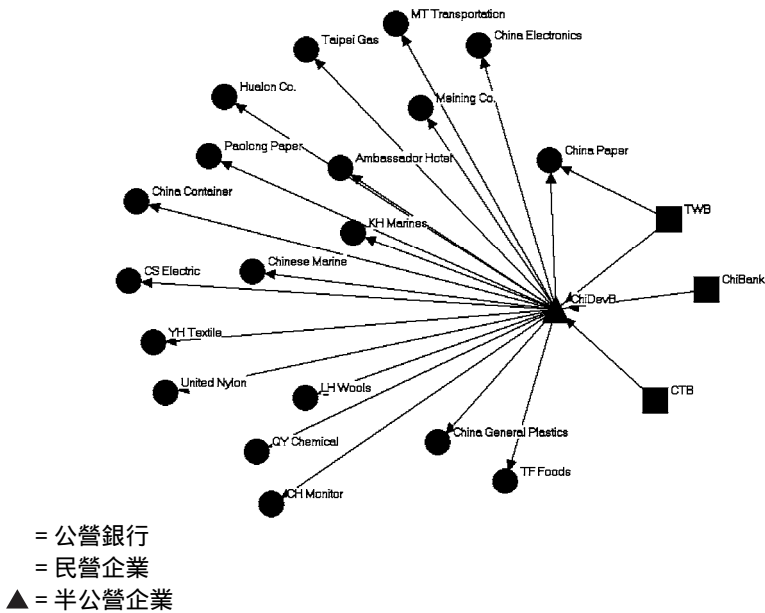 MT Transportation
Taipei Gas
China Electronics
Hualon Co.
Meining Co.
Paolong Paper
Ambassador Hotel
China Paper
China Container
TWB
KH Marines
Chinese Marine
CS Electric
ChiBank
ChiDevB
YH Textile
United Nylon
LH Wools
CTB
QY Chemical
China General Plastics
TF Foods
CH Monitor
= 公營銀行
= 民營企業
▲ = 半公營企業